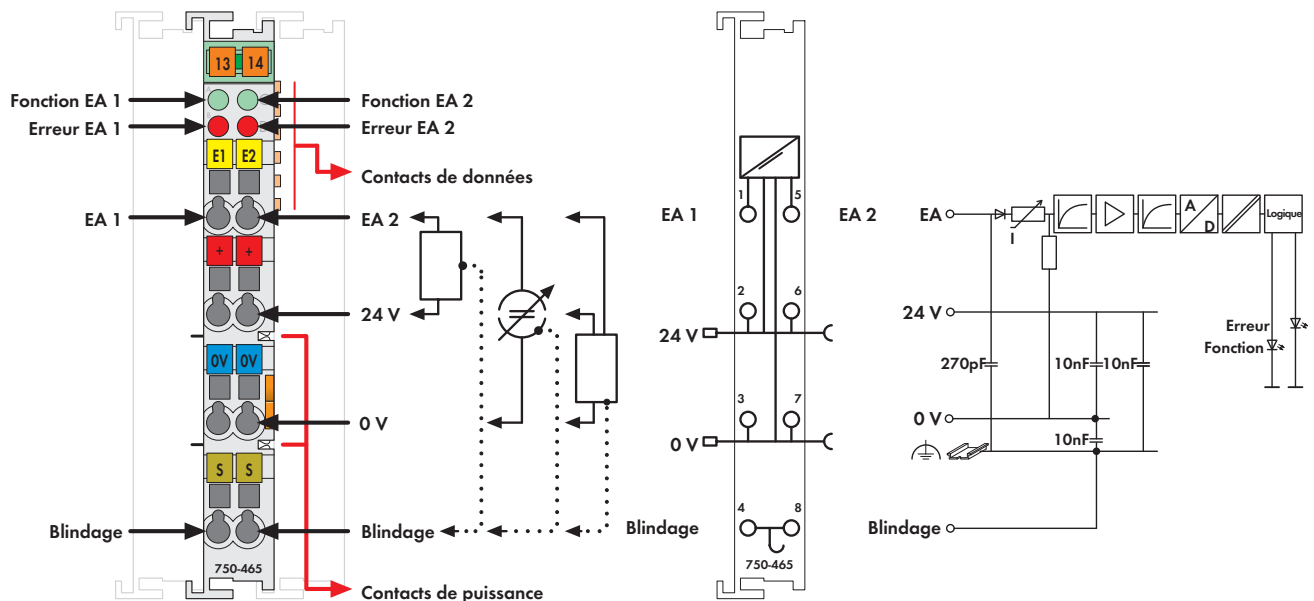 13 14
Fonction EA 1
Fonction EA 2
Erreur EA 1
Erreur EA 2
E1 E2
Contacts de données
EA 1
EA 2
+ +
24 V
0V 0V
0 V
S S
Blindage
Blindage
750-465
Contacts de puissance
1 5
EA 1
EA 2
2 6
24 V
3 7
0 V
4 8
Blindage
750-465
EA
I
A
D
Logique
24 V
Erreur
Fonction
270pF
10nF
10nF
0 V
10nF
Blindage